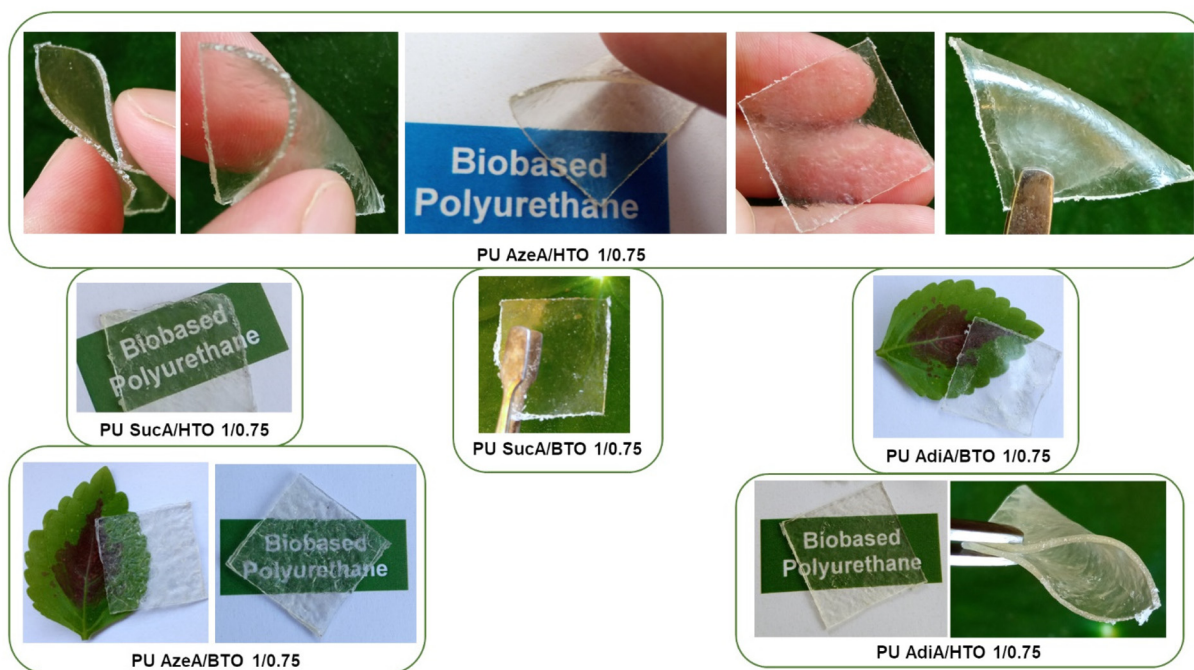 Biobased
Polyurethane
PU AzeA/HTO 1/0.75
Biobased
Polyurethane
PU SucA/HTO 1/0.75
PU SucA/BTO 1/0.75
PU AdiA/BTO 1/0.75
Biobased
Polyurethane
PU AzeA/BTO 1/0.75
Biobased
Polyurethane
PU AdiA/HTO 1/0.75